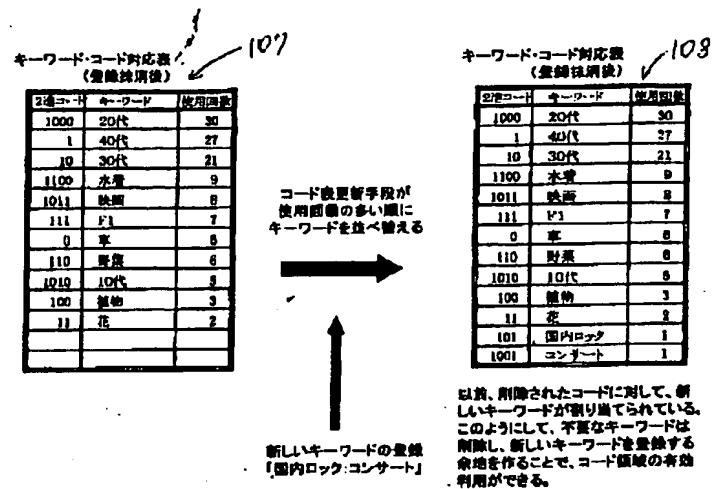 107
キーワード・コード対応表
(登録抹消後)
2進コード キーワード 使用回数
1000 20代 30
1 40代 27
10 30代 21
1100 水着 9
1011 映画 8
111 F1 7
0 車 6
110 野菜 6
1010 10代 5
100 植物 3
11 花 2
コード表更新手段が
使用回数の多い順に
キーワードを並べ替える
新しいキーワードの登録
「国内ロック:コンサート」
108
キーワード・コード対応表
(登録抹消後)
2進コード キーワード 使用回数
1000 20代 30
1 40代 27
10 30代 21
1100 水着 9
1011 映画 8
111 F1 7
0 車 6
110 野菜 6
1010 10代 5
100 植物 3
11 花 2
101 国内ロック 1
1001 コンサート 1
以前、削除されたコードに対して、新
しいキーワードが割り当てられている。
このようにして、不要なキーワードは
削除し、新しいキーワードを登録する
余地を作ることで、コード領域の有効
利用ができる。